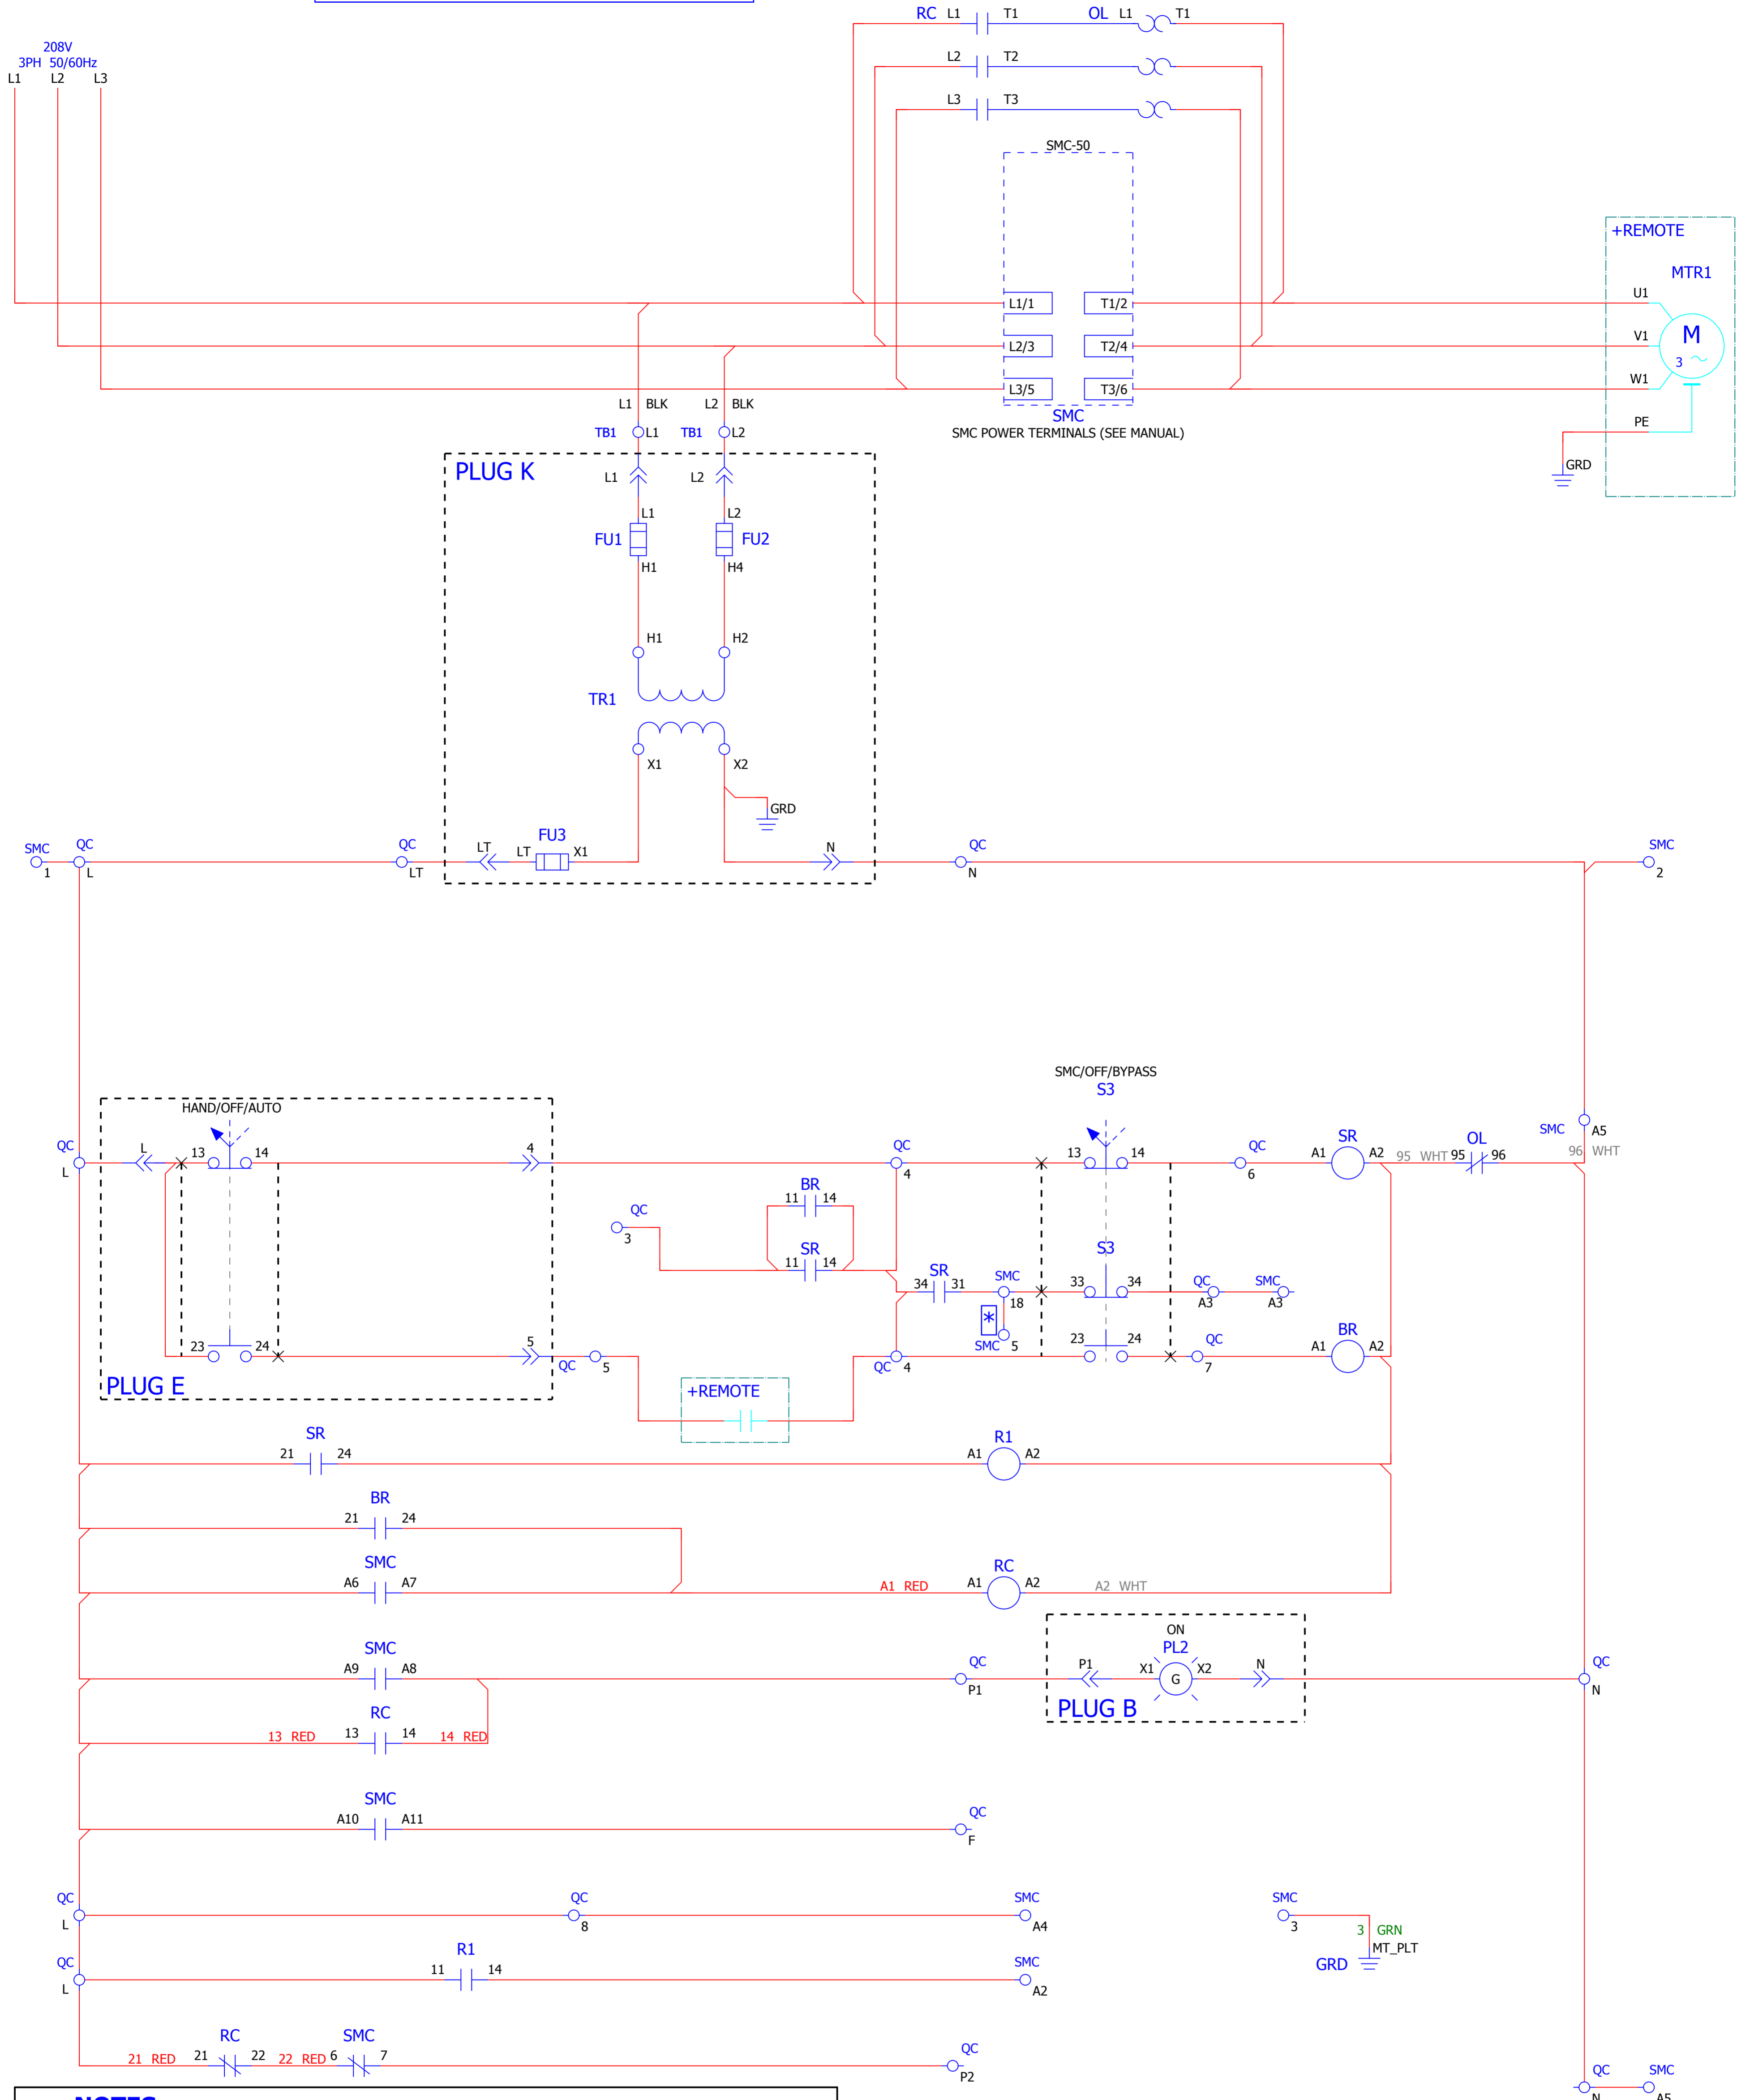 RC L1 T1 OL L1 T1
208V
3PH 50/60Hz
L1 L2 L3
L2 T2
L3 T3
SMC-50
+REMOTE
MTR1
L1/1 T1/2 U1
L2/3 T2/4 V1
M
3
L3/5 T3/6 W1
L1 BLK L2 BLK
SMC
PE
TB1 L1 TB1 L2
SMC POWER TERMINALS (SEE MANUAL)
GRD
PLUG K
L1 L2
L1 L2
FU1 FU2
H1 H4
H1 H2
TR1
X1 X2
GRD
FU3
SMC QC QC LT LT X1 N QC SMC
1 L LT N 2
SMC/OFF/BYPASS
S3
HAND/OFF/AUTO
SMC A5
QC L 13 14 4 QC 13 14 QC SR A1 A2 95 WHT 95 OL 96 96 WHT
L 4 6
BR
11 14
QC
3
SR
11 14
S3
SR
34 31 SMC 33 34 QC SMC
18 A3 A3
*
SMC 5
BR
23 24 5 23 24 QC A1 A2
QC 5 QC 4 7
PLUG E
+REMOTE
SR
21 24
R1
A1 A2
BR
21 24
SMC
A6 A7
RC
A1 RED A1 A2 A2 WHT
ON
PL2
SMC
A9 A8
QC P1 X1 G X2 N QC
P1 N
PLUG B
RC
13 RED 13 14 14 RED
SMC
A10 A11
QC
F
QC QC SMC SMC
L 8 A4 3
3 GRN
MT_PLT
GRD
QC R1 SMC
L 11 14 A2
RC SMC
21 RED 21 22 22 RED 6 7
QC
P2
QC SMC
N A5
NOTES